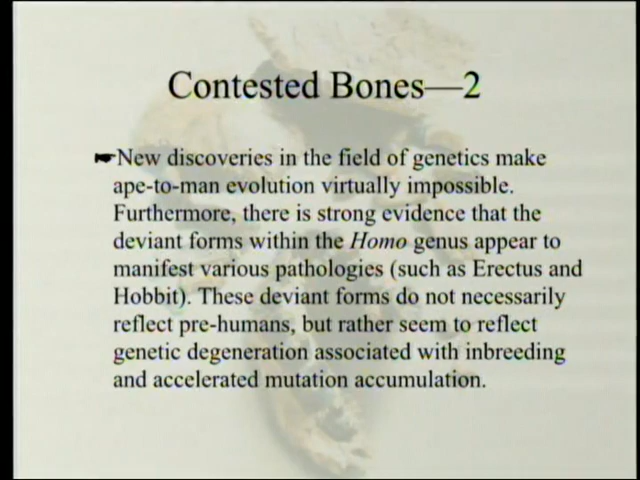 Contested Bones—2
New discoveries in the field of genetics make
ape-to-man evolution virtually impossible.
Furthermore, there is strong evidence that the
deviant forms within the Homo genus appear to
manifest various pathologies (such as Erectus and
Hobbit). These deviant forms do not necessarily
reflect pre-humans, but rather seem to reflect
genetic degeneration associated with inbreeding
and accelerated mutation accumulation.